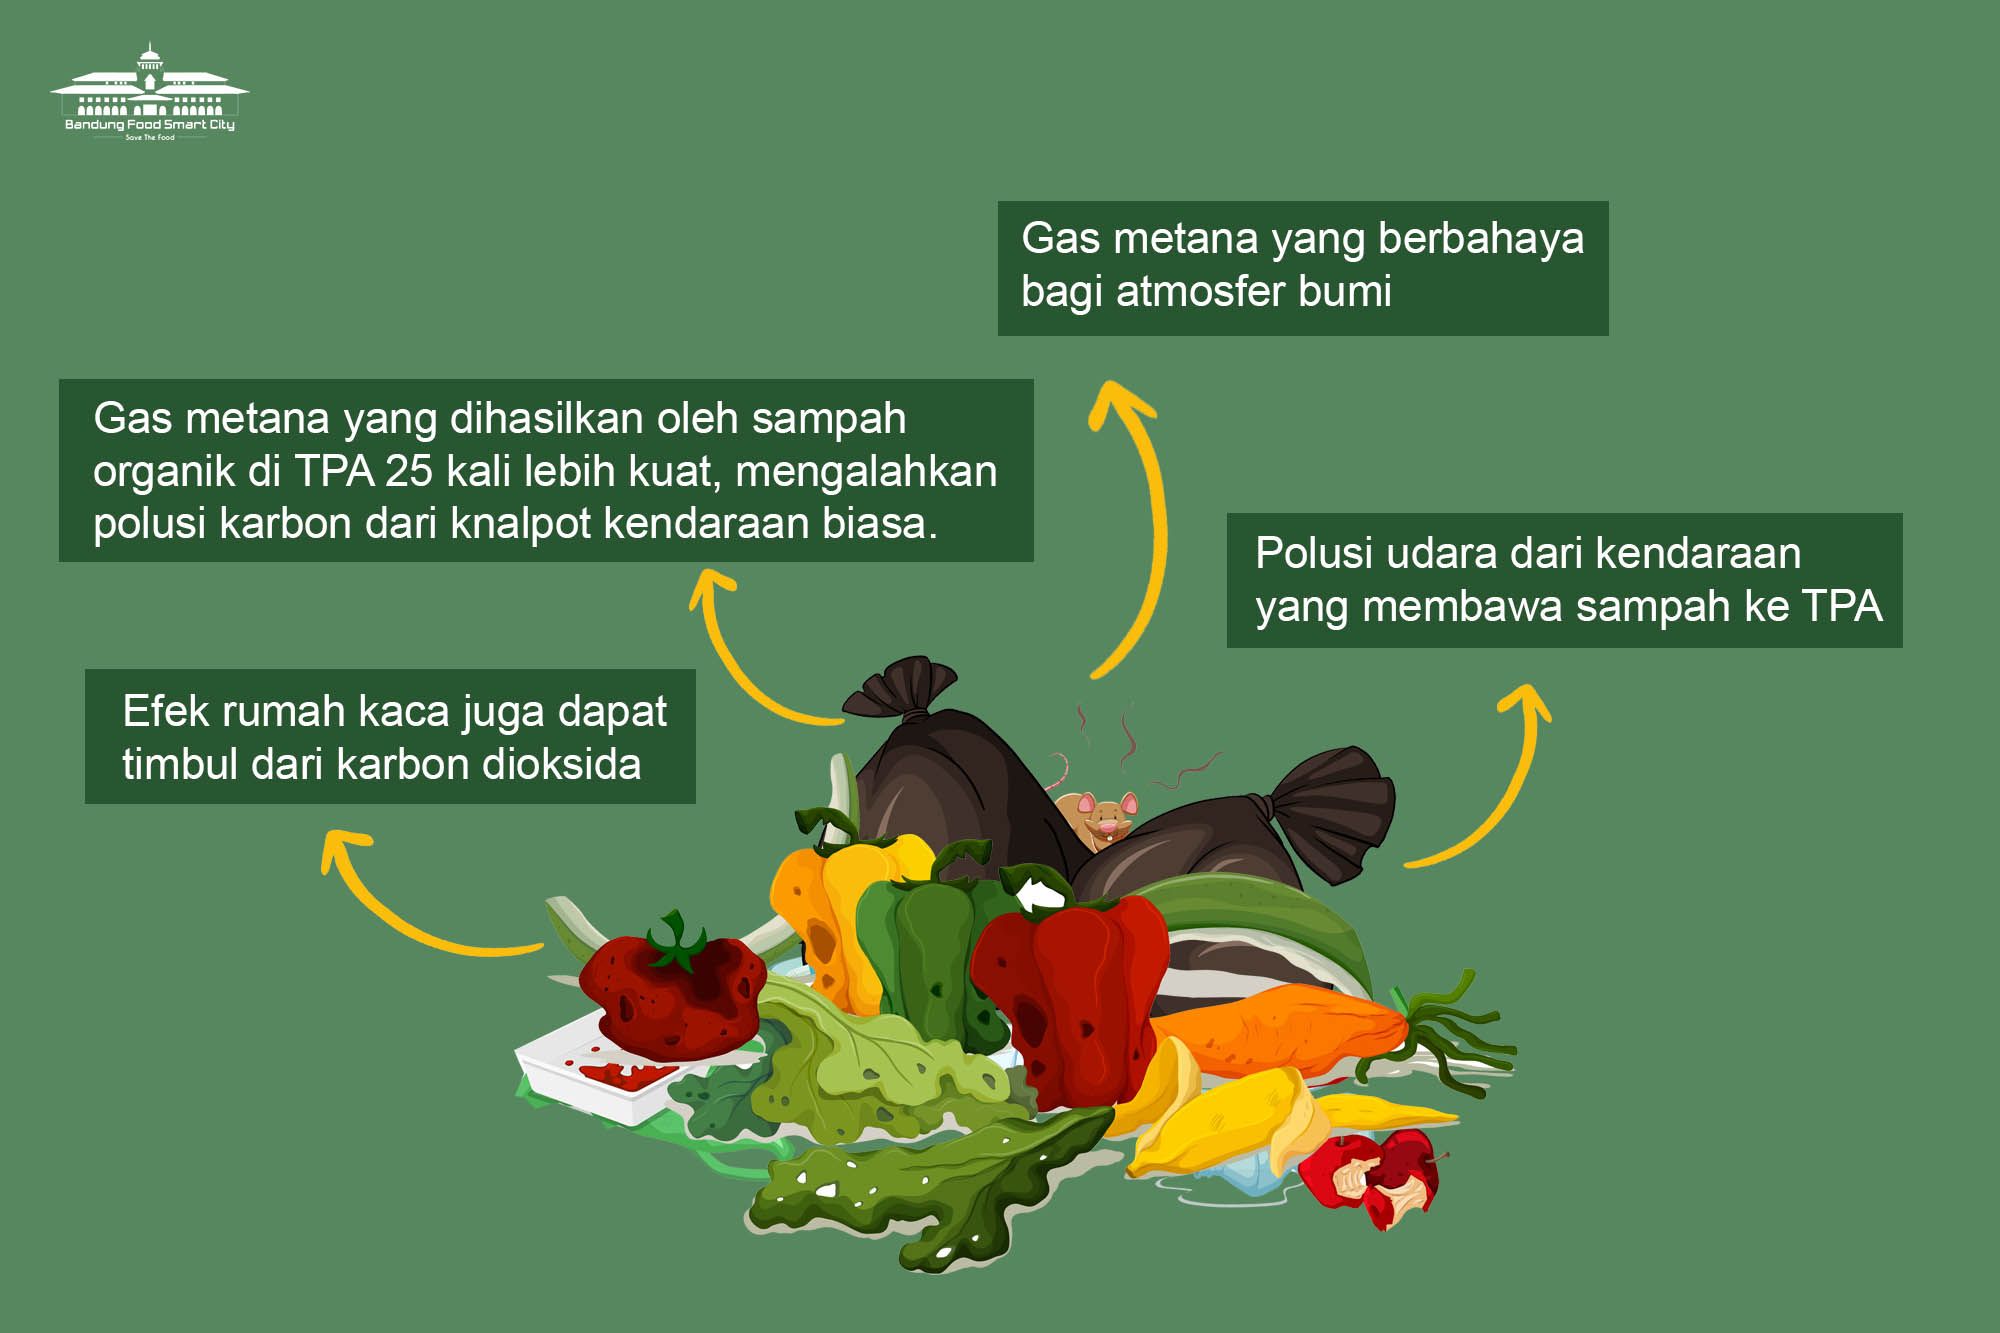 Bandung Food Smart City
Save The Food
Gas metana yang berbahaya
bagi atmosfer bumi
Gas metana yang dihasilkan oleh sampah
organik di TPA 25 kali lebih kuat, mengalahkan
polusi karbon dari knalpot kendaraan biasa.
Polusi udara dari kendaraan
yang membawa sampah ke TPA
Efek rumah kaca juga dapat
timbul dari karbon dioksida